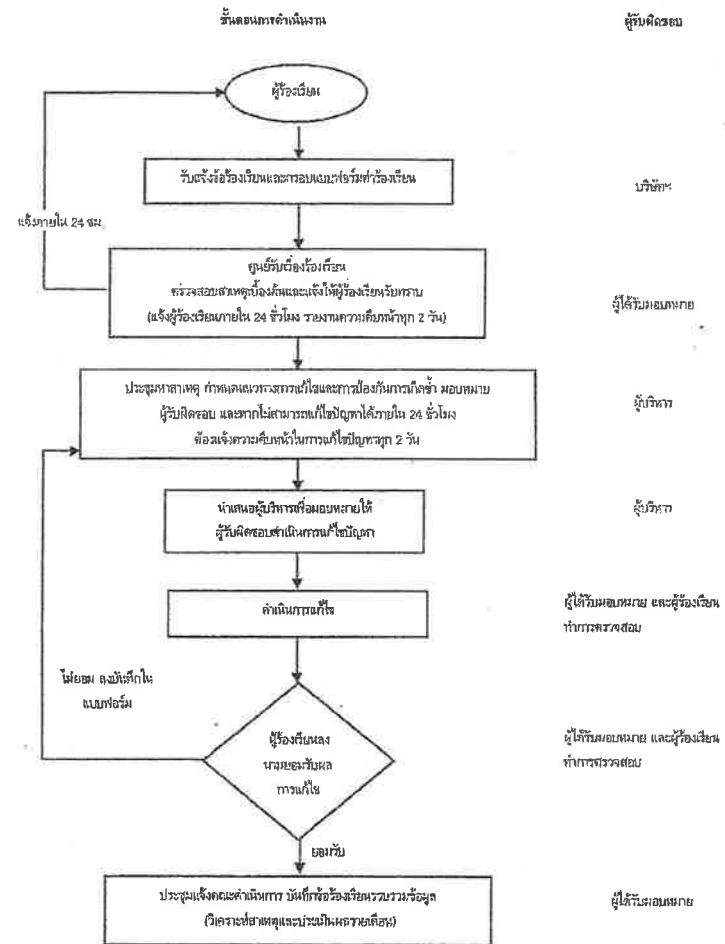 ขั้นตอนการดำเนินงาน
ผู้รับผิดชอบ
ผู้ร้องเรียน
รับแจ้งข้อร้องเรียนและกรอกแบบฟอร์มคำร้องเรียน
บริษัทฯ
แจ้งภายใน 24 ชม
ศูนย์รับเรื่องร้องเรียน
ตรวจสอบสาเหตุเบื้องต้นและแจ้งให้ผู้ร้องเรียนรับทราบ
(แจ้งผู้ร้องเรียนภายใน 24 ชั่วโมง รายงานความคืบหน้าทุก 2 วัน)
ผู้ได้รับมอบหมาย
ประชุมหาสาเหตุ กำหนดแนวทางการแก้ไขและการป้องกันการเกิดซ้ำ มอบหมาย
ผู้รับผิดชอบ และหากไม่สามารถแก้ไขปัญหาได้ภายใน 24 ชั่วโมง
ต้องแจ้งความคืบหน้าในการแก้ไขปัญหาทุก 2 วัน
ผู้บริหาร
นำเสนอผู้บริหารเพื่อมอบหมายให้
ผู้รับผิดชอบดำเนินการแก้ไขปัญหา
ผู้บริหาร
ดำเนินการแก้ไข
ผู้ได้รับมอบหมาย และผู้ร้องเรียน
ทำการตรวจสอบ
ไม่ยอม ลงบันทึกใน
แบบฟอร์ม
ผู้ร้องเรียนลง
นามยอมรับผล
การแก้ไข
ผู้ได้รับมอบหมาย และผู้ร้องเรียน
ทำการตรวจสอบ
ยอมรับ
ประชุมแจ้งคณะดำเนินการ บันทึกข้อร้องเรียนรวบรวมข้อมูล
(วิเคราะห์สาเหตุและประเมินผลรายเดือน)
ผู้ได้รับมอบหมาย